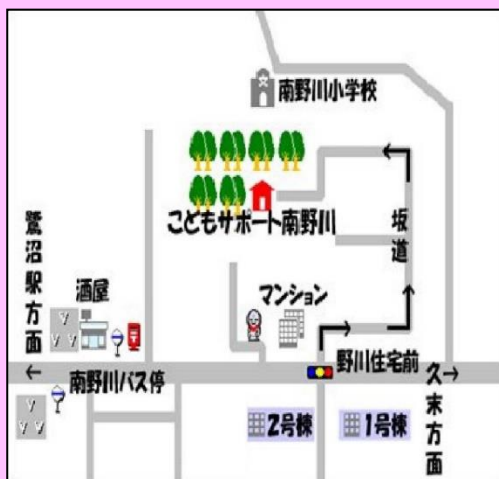 南野川小学校
こどもサポート南野川
坂道
鷺沼駅方面
酒屋
マンション
←
南野川バス停
野川住宅前
久末方面
→
2号棟
1号棟